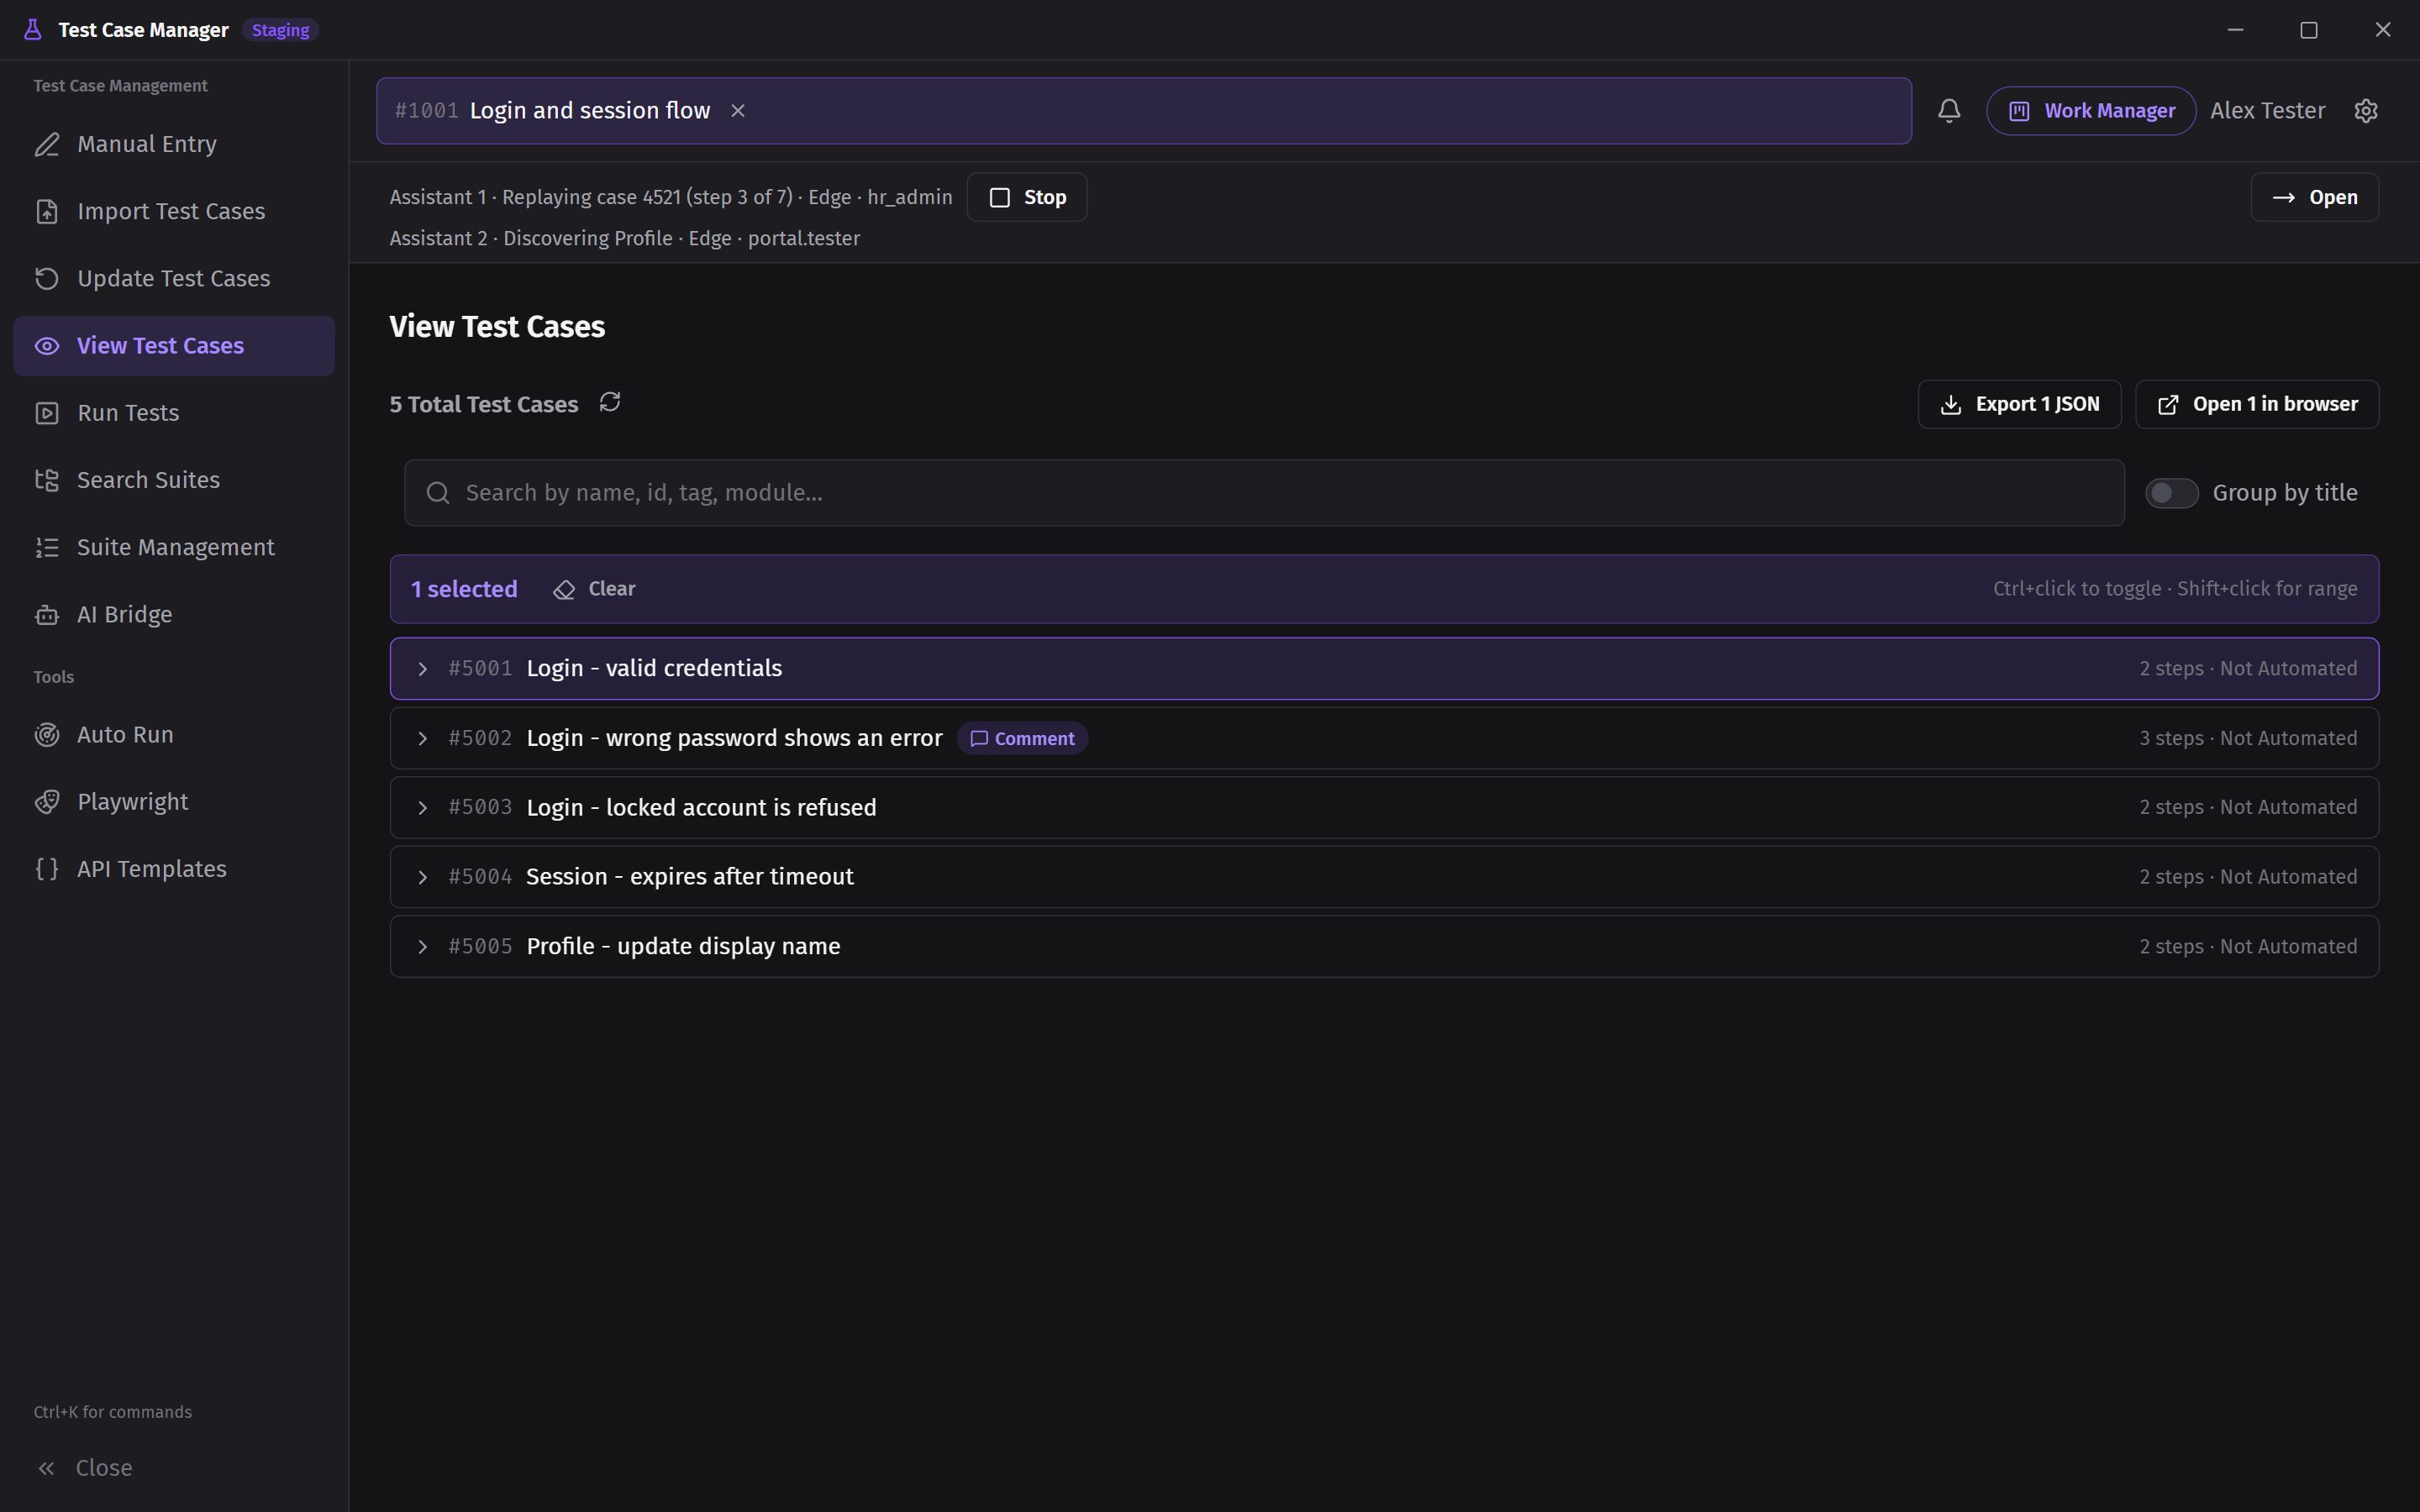 Test Case Manager Staging
Test Case Management
Manual Entry
Import Test Cases
Update Test Cases
View Test Cases
Run Tests
Search Suites
Suite Management
AI Bridge
Tools
Auto Run
Playwright
API Templates
Ctrl+K for commands
Close
#1001 Login and session flow
Work Manager Alex Tester
Assistant 1 · Replaying case 4521 (step 3 of 7) · Edge · hr_admin Stop Open
Assistant 2 · Discovering Profile · Edge · portal.tester
View Test Cases
5 Total Test Cases Export 1 JSON Open 1 in browser
Search by name, id, tag, module... Group by title
1 selected Clear Ctrl+click to toggle · Shift+click for range
#5001 Login - valid credentials 2 steps · Not Automated
#5002 Login - wrong password shows an error Comment 3 steps · Not Automated
#5003 Login - locked account is refused 2 steps · Not Automated
#5004 Session - expires after timeout 2 steps · Not Automated
#5005 Profile - update display name 2 steps · Not Automated